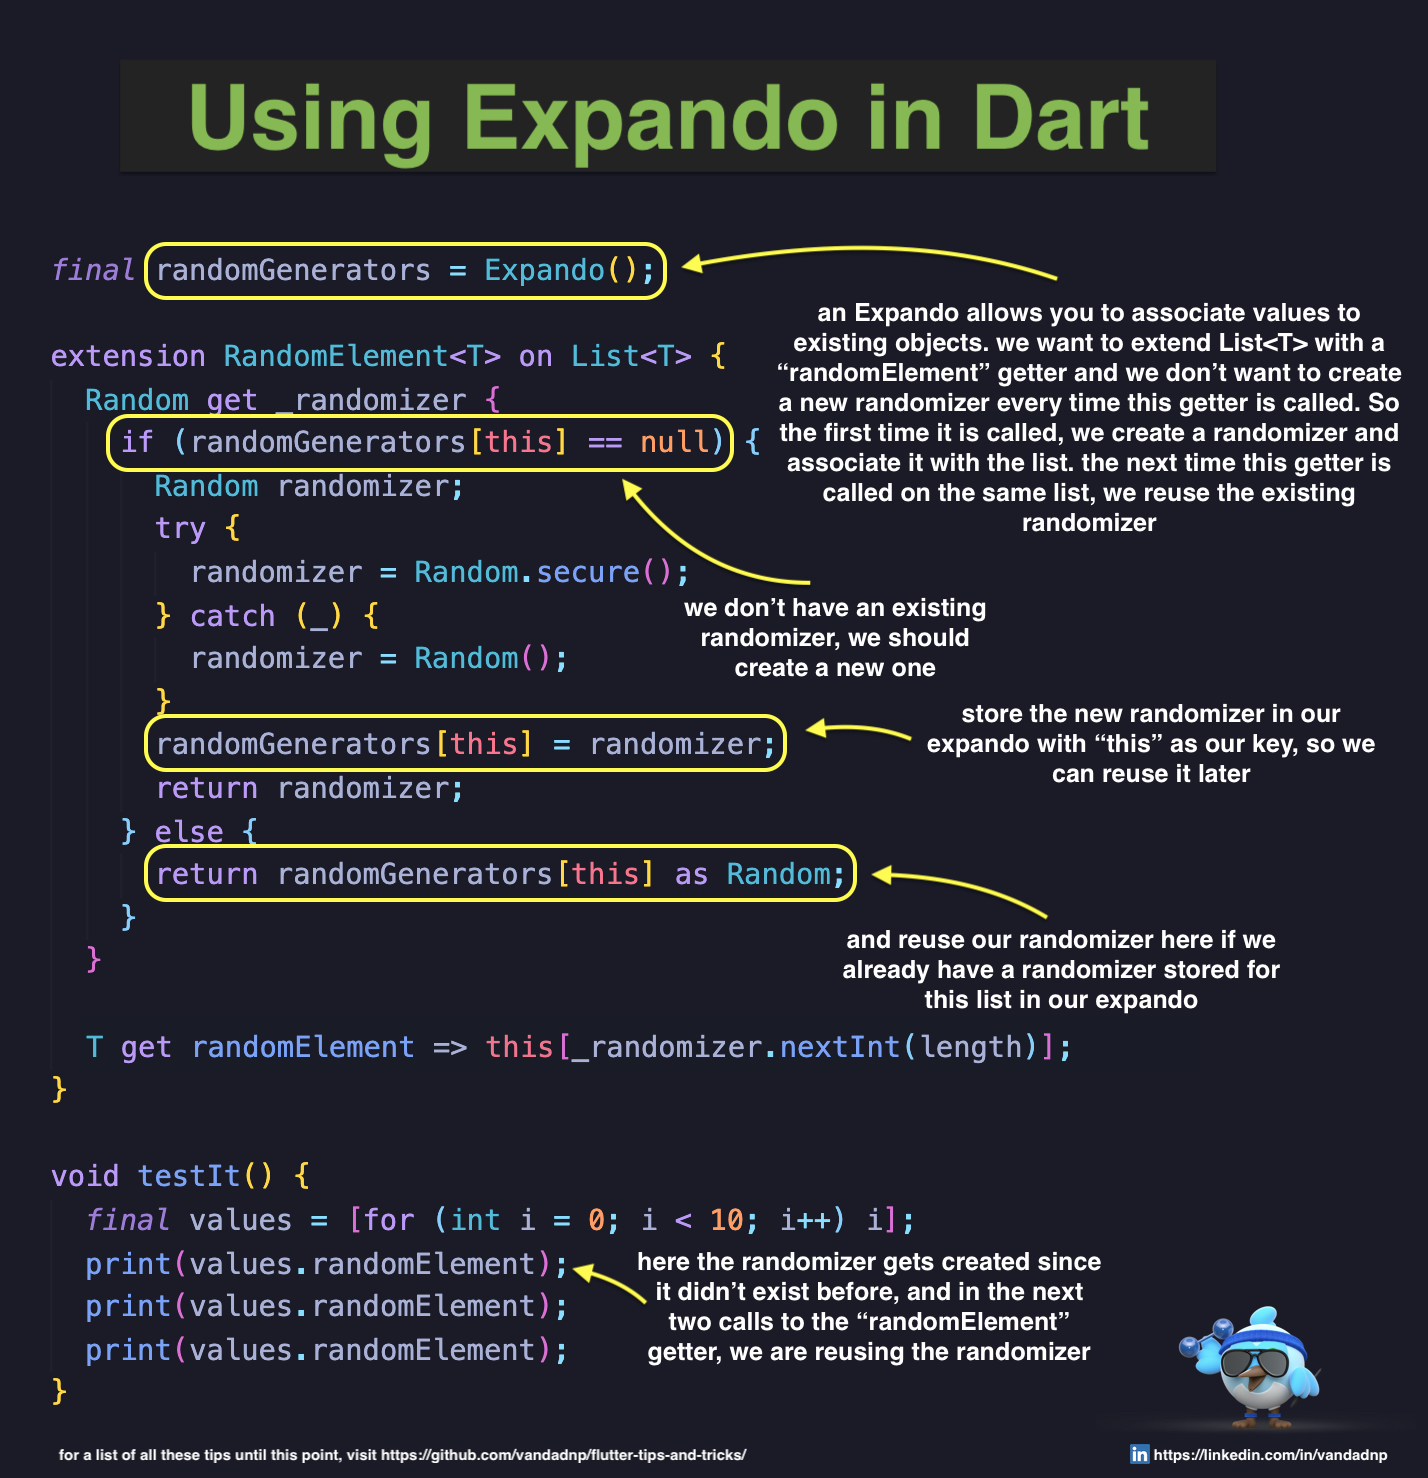 Using Expando in Dart
final randomGenerators = Expando();
an Expando allows you to associate values to
existing objects. we want to extend List<T> with a
“randomElement” getter and we don’t want to create
a new randomizer every time this getter is called. So
the first time it is called, we create a randomizer and
associate it with the list. the next time this getter is
called on the same list, we reuse the existing
randomizer
extension RandomElement<T> on List<T> {
Random get _randomizer {
if (randomGenerators[this] == null) {
Random randomizer;
try {
randomizer = Random.secure();
} catch (_) {
randomizer = Random();
}
we don’t have an existing
randomizer, we should
create a new one
randomGenerators[this] = randomizer;
store the new randomizer in our
expando with “this” as our key, so we
can reuse it later
return randomizer;
} else {
return randomGenerators[this] as Random;
}
}
and reuse our randomizer here if we
already have a randomizer stored for
this list in our expando
T get randomElement => this[_randomizer.nextInt(length)];
}
void testIt() {
final values = [for (int i = 0; i < 10; i++) i];
print(values.randomElement);
print(values.randomElement);
print(values.randomElement);
}
here the randomizer gets created since
it didn’t exist before, and in the next
two calls to the “randomElement”
getter, we are reusing the randomizer
for a list of all these tips until this point, visit https://github.com/vandadnp/flutter-tips-and-tricks/
in https://linkedin.com/in/vandadnp